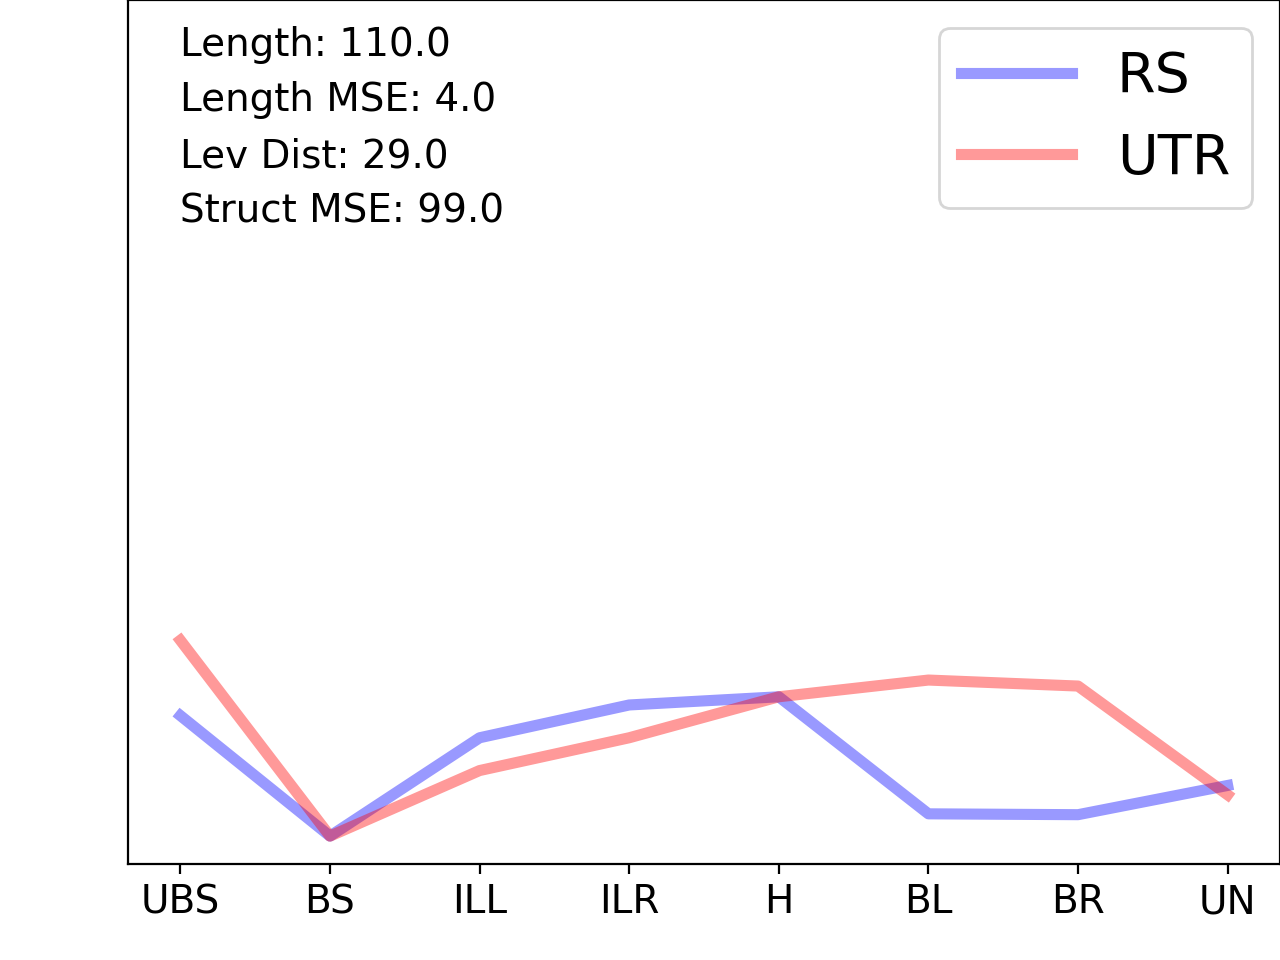 Length: 110.0
Length MSE: 4.0
Lev Dist: 29.0
Struct MSE: 99.0
RS
UTR
UBS BS ILL ILR H BL BR UN